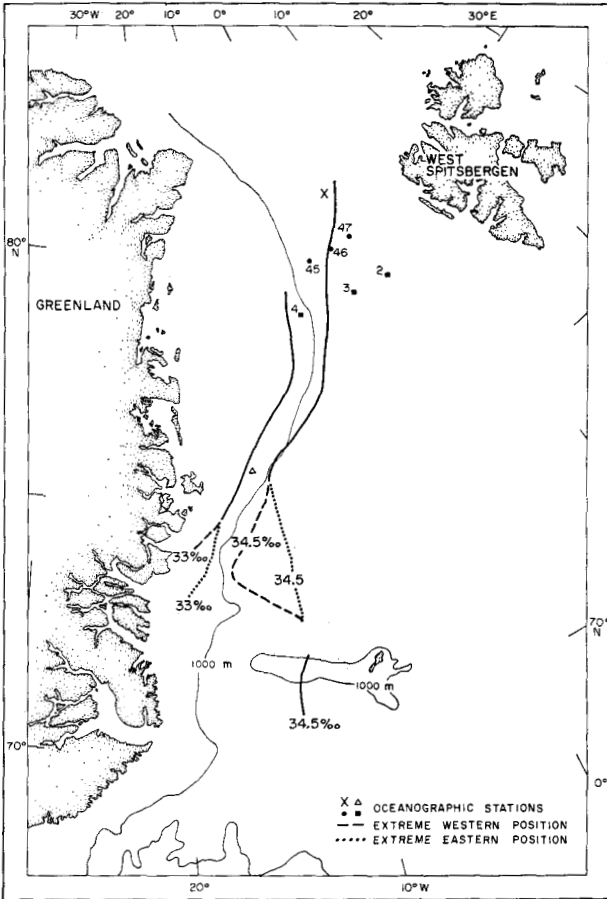 30°W 20° 10° 0° 10° 20° 30°E
WEST
SPITSBERGEN
X
47
80°
N
46
45
2
3
GREENLAND
4
34.5‰
33‰
34.5
33‰
70°
N
1000 m
1000 m
34.5‰
70°
0°
X △ ● ■ OCEANOGRAPHIC STATIONS
EXTREME WESTERN POSITION
EXTREME EASTERN POSITION
20° 10°W